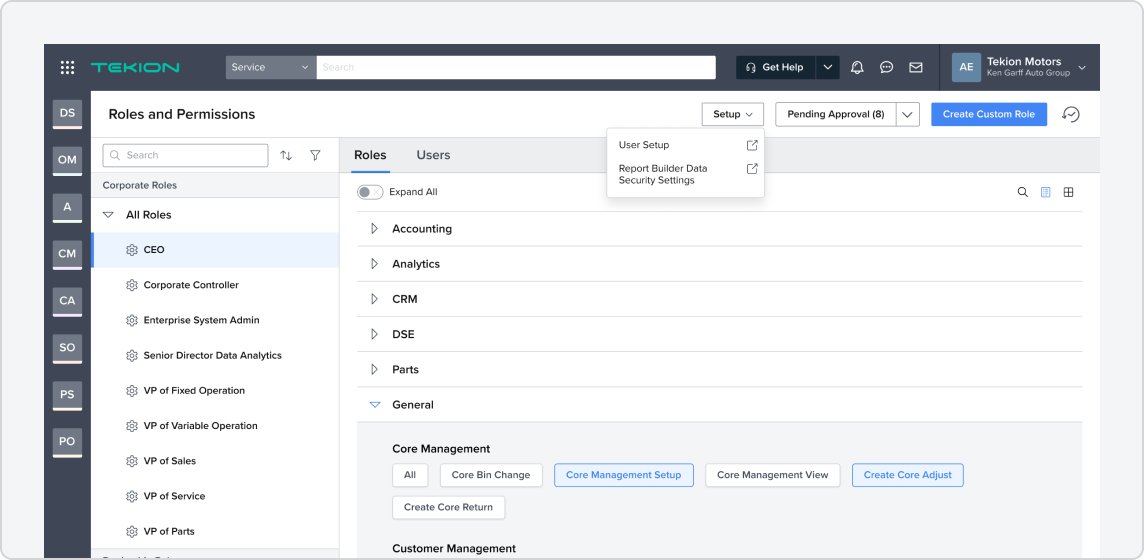 TEKION
Service
Search
Get Help
AE
Tekion Motors
Ken Garff Auto Group
DS
OM
A
CM
CA
SO
PS
PO
Roles and Permissions
Setup
Pending Approval (8)
Create Custom Role
User Setup
Report Builder Data
Security Settings
Search
Corporate Roles
All Roles
CEO
Corporate Controller
Enterprise System Admin
Senior Director Data Analytics
VP of Fixed Operation
VP of Variable Operation
VP of Sales
VP of Service
VP of Parts
Roles
Users
Expand All
Accounting
Analytics
CRM
DSE
Parts
General
Core Management
All
Core Bin Change
Core Management Setup
Core Management View
Create Core Adjust
Create Core Return
Customer Management